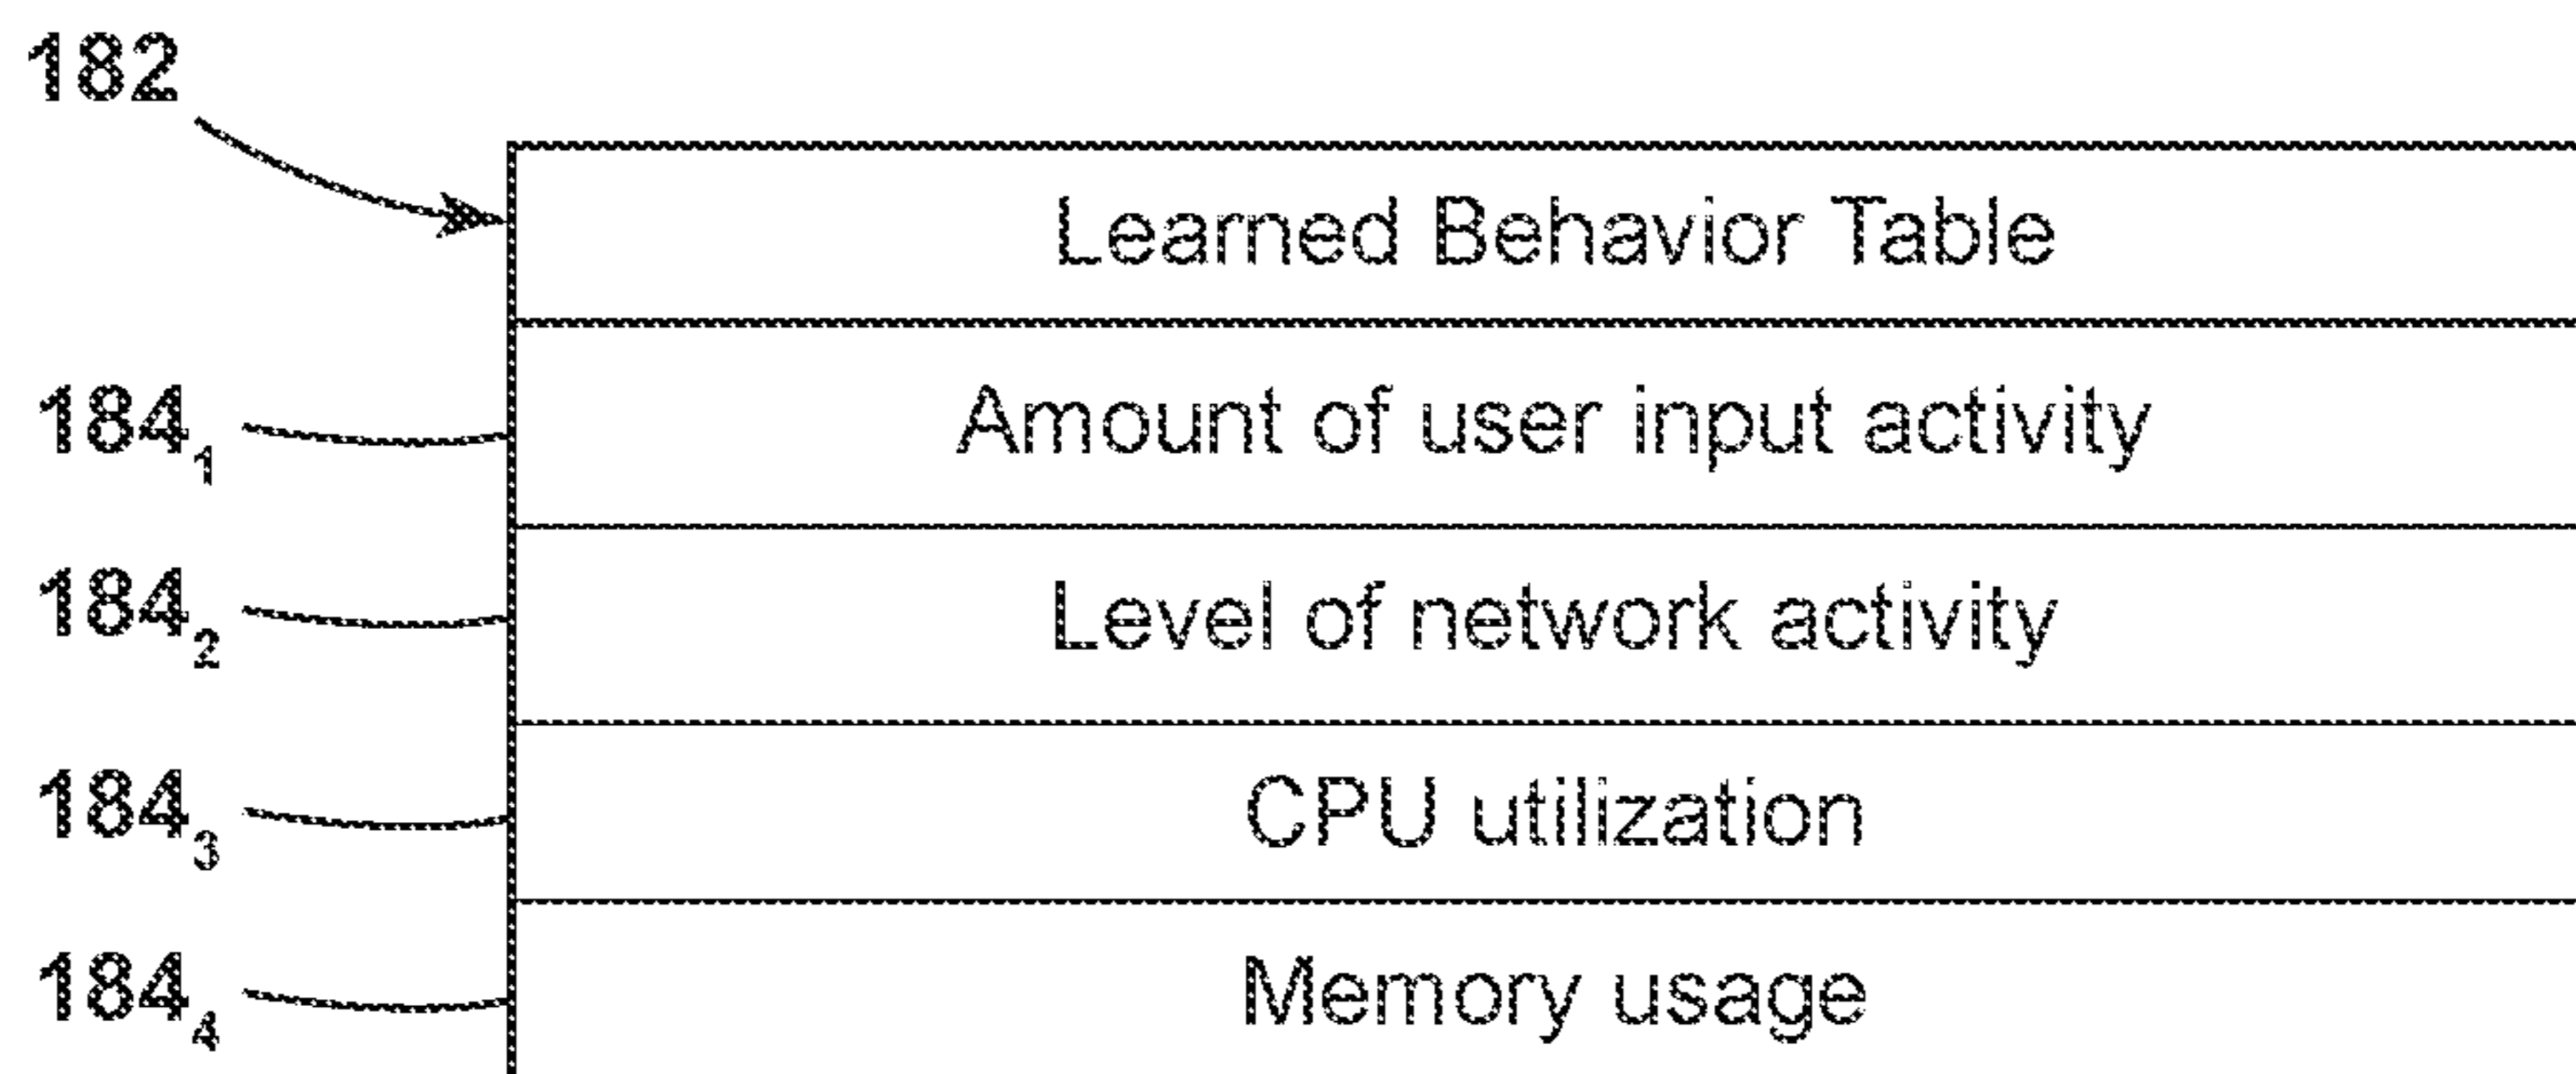 182
Learned Behavior Table
184₁ Amount of user input activity
184₂ Level of network activity
184₃ CPU utilization
184₄ Memory usage